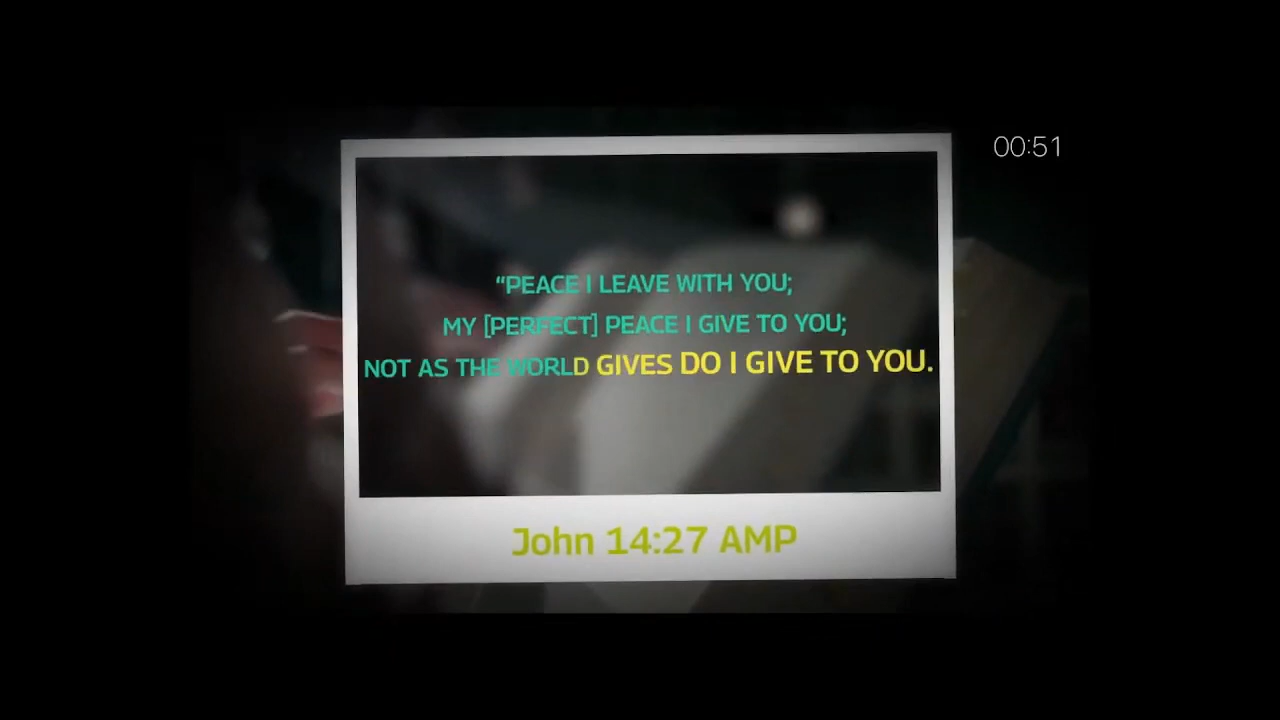 00:51
“PEACE I LEAVE WITH YOU;
MY [PERFECT] PEACE I GIVE TO YOU;
NOT AS THE WORLD GIVES DO I GIVE TO YOU.
John 14:27 AMP